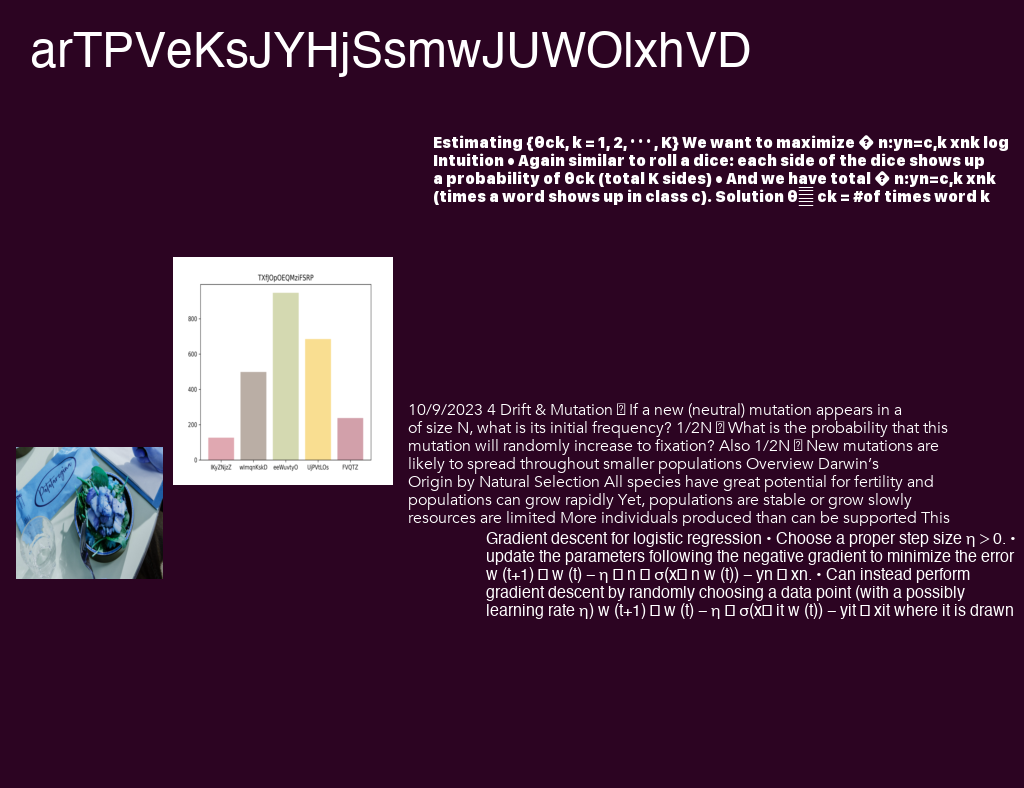 arTPVeKsJYHjSsmwJUWOlxhVD
Estimating {θck, k = 1, 2, · · · , K} We want to maximize � n:yn=c,k xnk log
Intuition • Again similar to roll a dice: each side of the dice shows up
a probability of θck (total K sides) • And we have total � n:yn=c,k xnk
(times a word shows up in class c). Solution θ ck = #of times word k
TXfJOpOEQMziFSRP
800
600
400
200
0
IKyZNjzZ wimqnKskD eeWuvtyO UjPVtLOs FVQTZ
10/9/2023 4 Drift & Mutation If a new (neutral) mutation appears in a
of size N, what is its initial frequency? 1/2N What is the probability that this
mutation will randomly increase to fixation? Also 1/2N New mutations are
likely to spread throughout smaller populations Overview Darwin's
Origin by Natural Selection All species have great potential for fertility and
populations can grow rapidly Yet, populations are stable or grow slowly
resources are limited More individuals produced than can be supported This
Gradient descent for logistic regression • Choose a proper step size η > 0. •
update the parameters following the negative gradient to minimize the error
w (t+1) w (t) – η n σ(x n w (t)) – yn xn. • Can instead perform
gradient descent by randomly choosing a data point (with a possibly
learning rate η) w (t+1) w (t) – η σ(x it w (t)) – yit xit where it is drawn